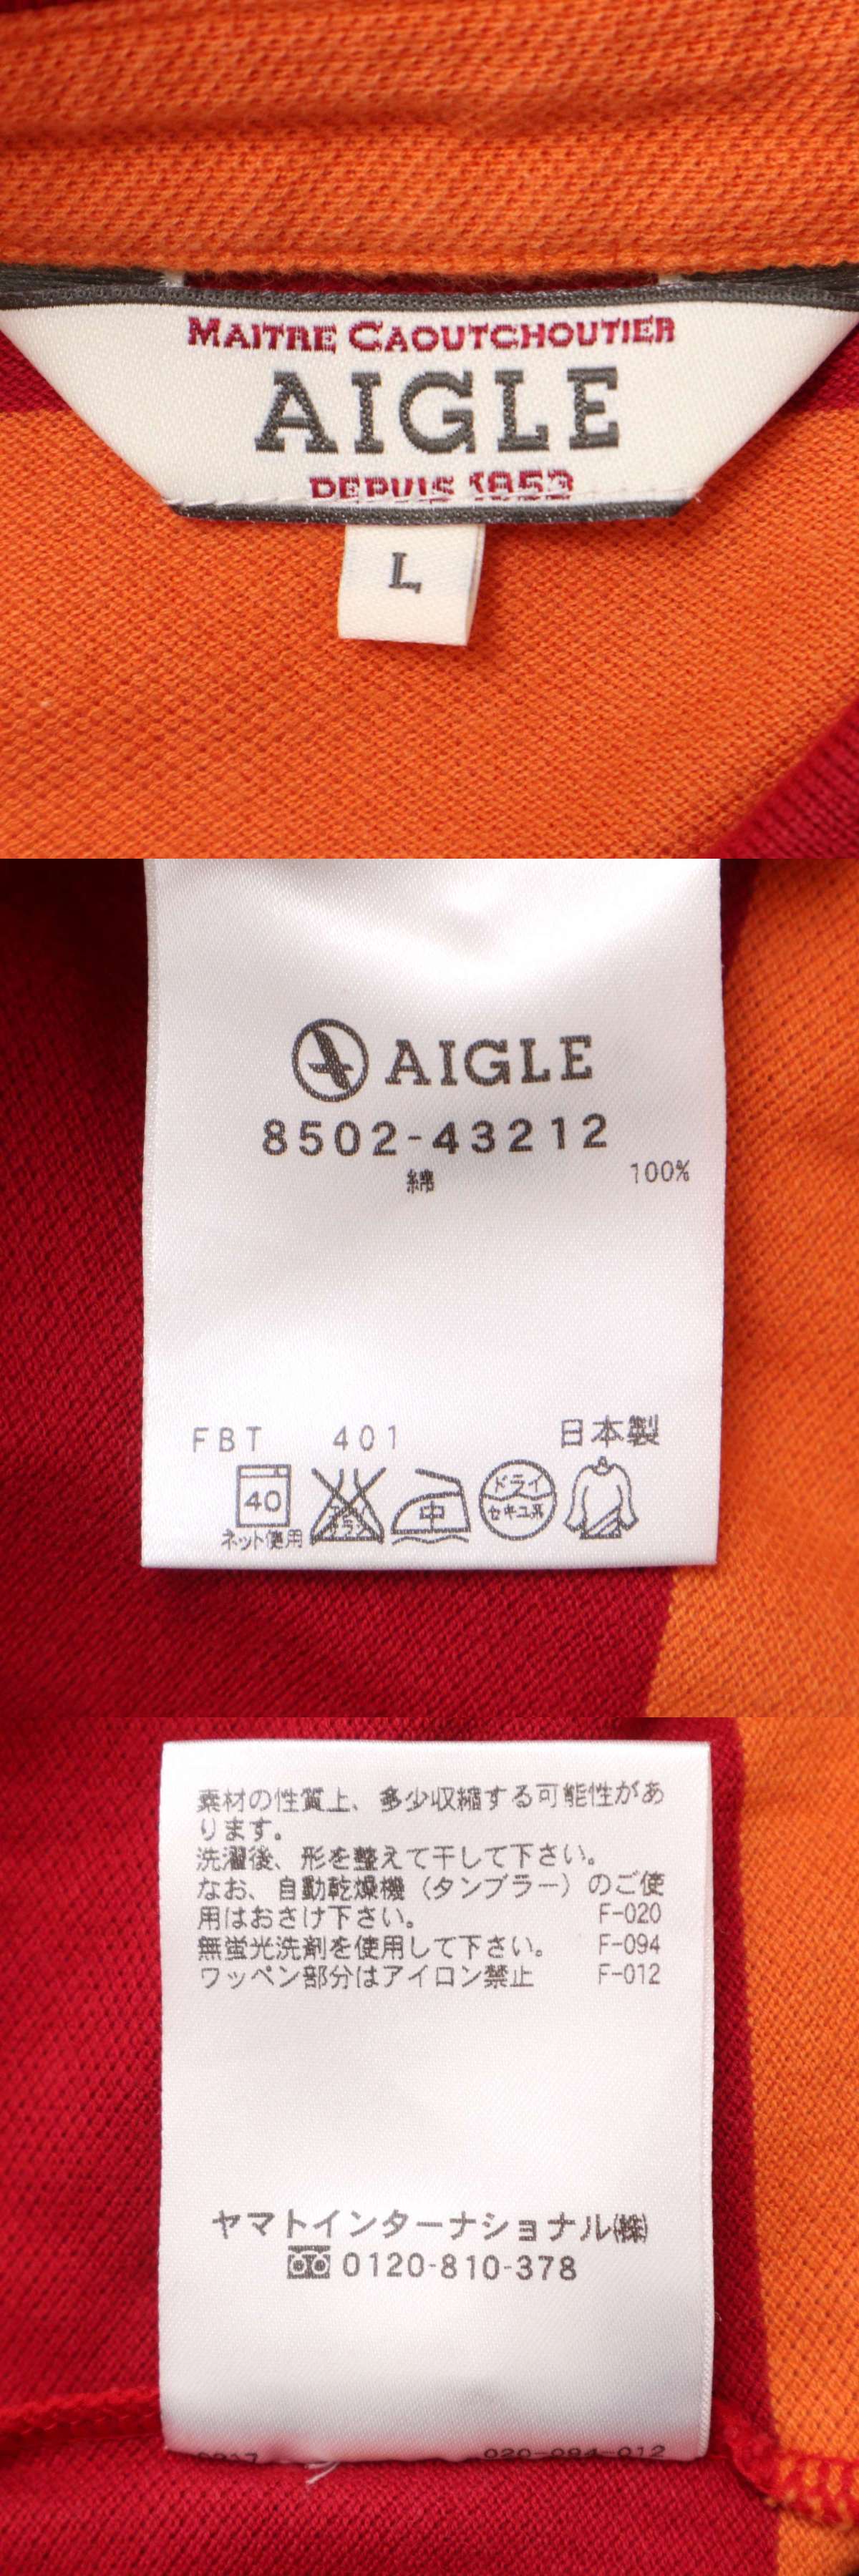 MAITRE CAOUTCHOUTIER
AIGLE
DEPUIS 1853
L
AIGLE
8502-43212
綿 100%
FBT 401 日本製
40 中 ドライ
セキユ系
ネット使用
素材の性質上、多少収縮する可能性があ
ります。
洗濯後、形を整えて干して下さい。
なお、自動乾燥機（タンブラー）のご使
用はおさけ下さい。 F-020
無蛍光洗剤を使用して下さい。 F-094
ワッペン部分はアイロン禁止 F-012
ヤマトインターナショナル㈱
0120-810-378
020-094-012